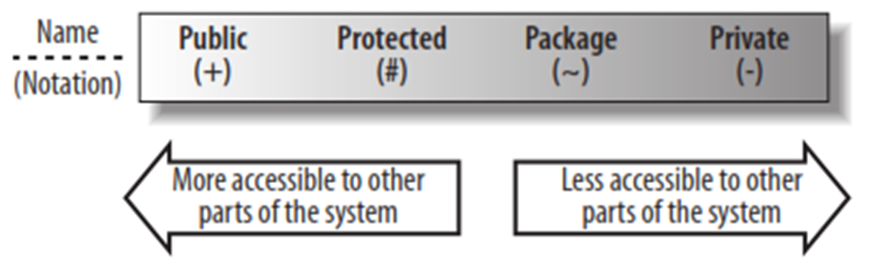 Name
(Notation)
Public Protected Package Private
(+) (#) (~) (-)
More accessible to other
parts of the system
Less accessible to other
parts of the system